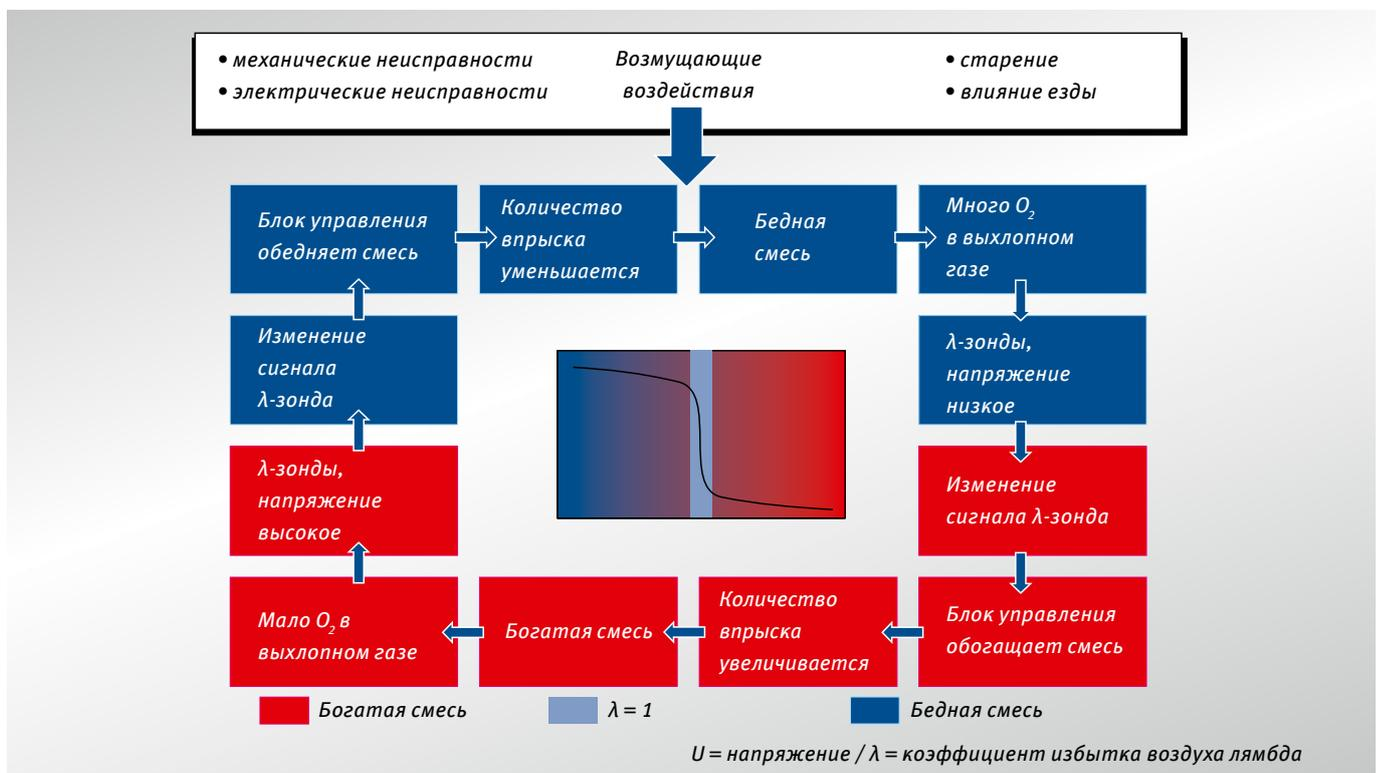 • механические неисправности
• электрические неисправности
Возмущающие
воздействия
• старение
• влияние езды
Блок управления
обедняет смесь
Количество
впрыска
уменьшается
Бедная
смесь
Много O2
в выхлопном
газе
Изменение
сигнала
λ-зонда
λ-зонды,
напряжение
низкое
λ-зонды,
напряжение
высокое
Изменение
сигнала λ-зонда
Мало O2 в
выхлопном газе
Богатая смесь
Количество
впрыска
увеличивается
Блок управления
обогащает смесь
Богатая смесь
λ = 1
Бедная смесь
U = напряжение / λ = коэффициент избытка воздуха лямбда